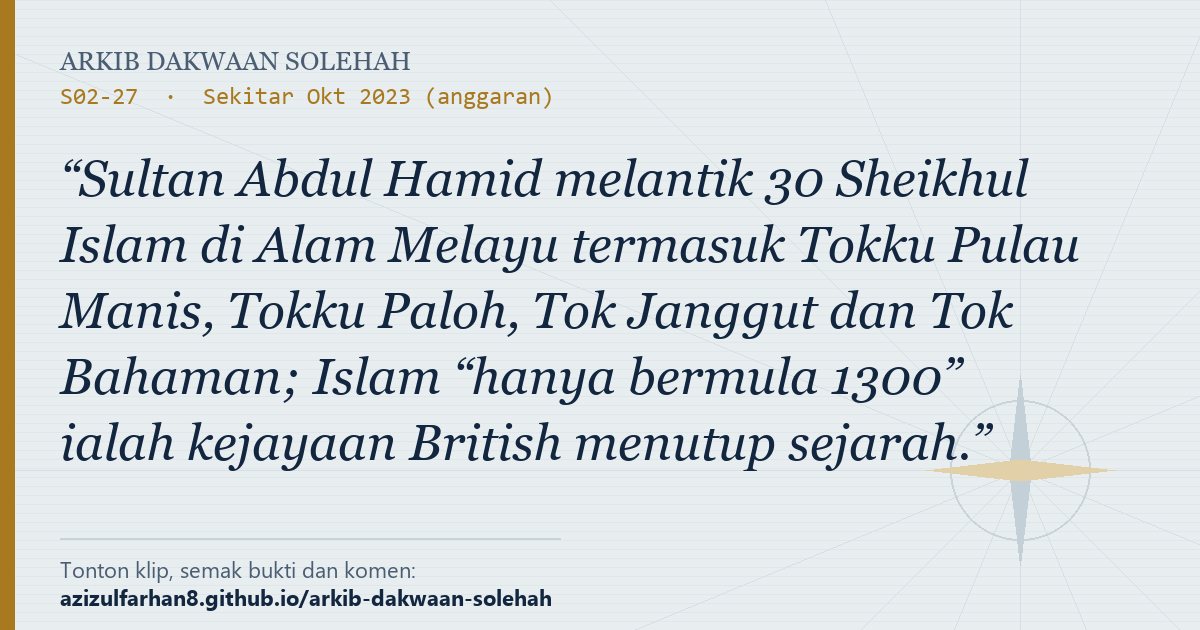 ARKIB DAKWAAN SOLEHAH
S02-27 · Sekitar Okt 2023 (anggaran)
“Sultan Abdul Hamid melantik 30 Sheikhul
Islam di Alam Melayu termasuk Tokku Pulau
Manis, Tokku Paloh, Tok Janggut dan Tok
Bahaman; Islam “hanya bermula 1300”
ialah kejayaan British menutup sejarah.”
Tonton klip, semak bukti dan komen:
azizulfarhan8.github.io/arkib-dakwaan-solehah